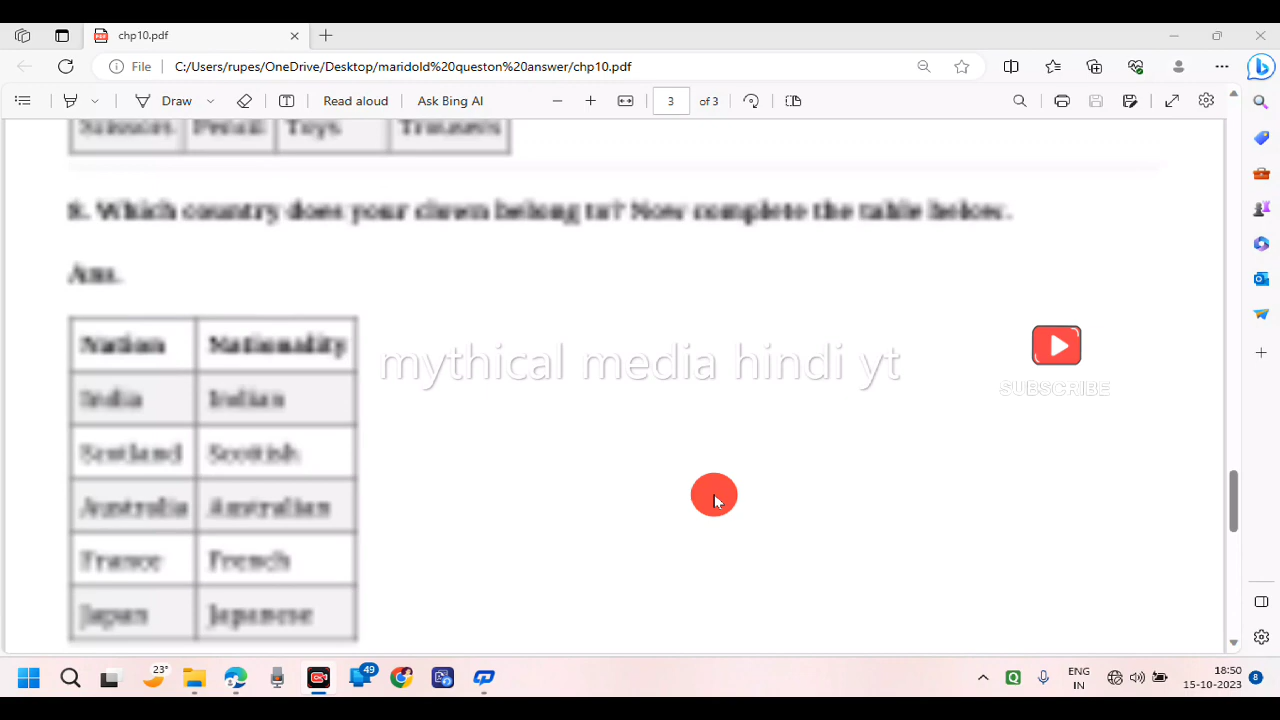 chp10.pdf
File C:/Users/rupes/OneDrive/Desktop/maridold%20queston%20answer/chp10.pdf
Draw Read aloud Ask Bing AI 3 of 3
Trousers
8. Which country does your clown belong to? Now complete the table below.
Ans.
Nation Nationality
India Indian
Scotland Scottish
Australia Australian
France French
Japan Japanese
mythical media hindi yt
SUBSCRIBE
23° 49 ENG 18:50
IN 15-10-2023 8